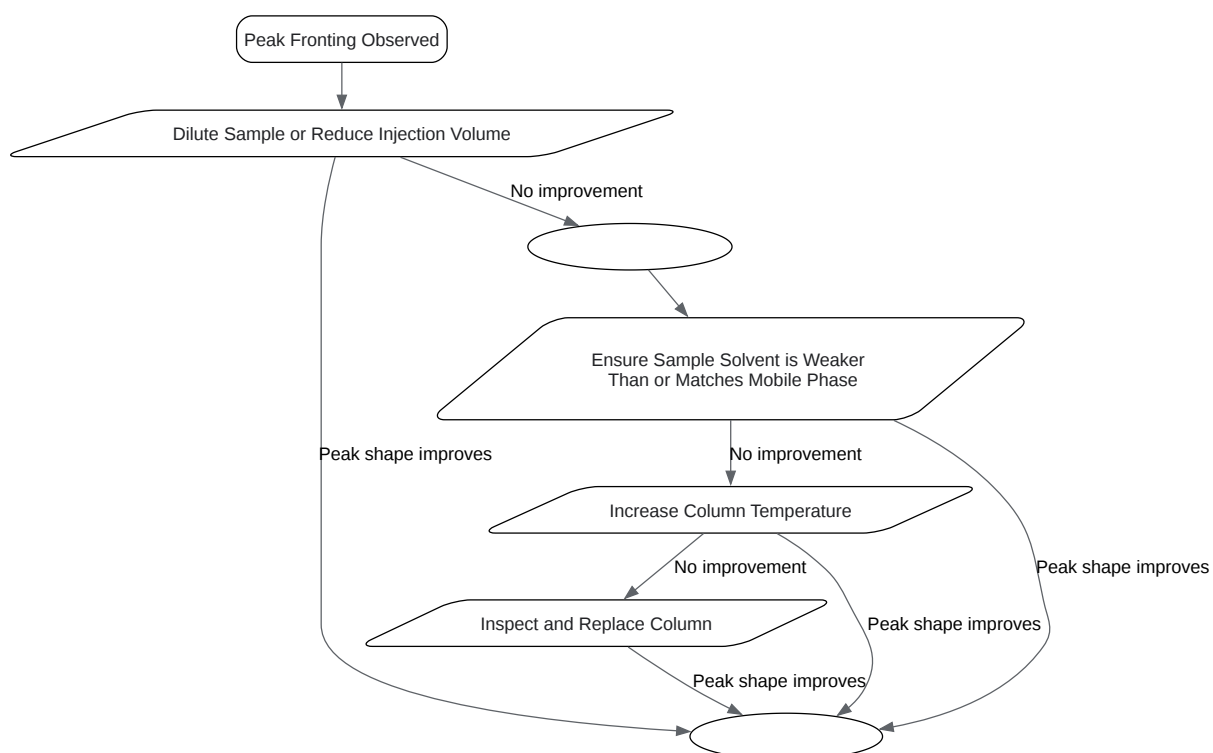 Peak Fronting Observed
Dilute Sample or Reduce Injection Volume
No improvement
Ensure Sample Solvent is Weaker
Than or Matches Mobile Phase
Peak shape improves
No improvement
Increase Column Temperature
No improvement
Peak shape improves
Inspect and Replace Column
Peak shape improves
Peak shape improves